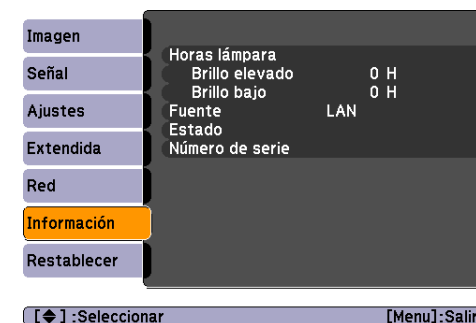 Imagen
Señal
Ajustes
Extendida
Red
Información
Restablecer
Horas lámpara
Brillo elevado 0 H
Brillo bajo 0 H
Fuente LAN
Estado
Número de serie
[ ] :Seleccionar [Menu]:Salir